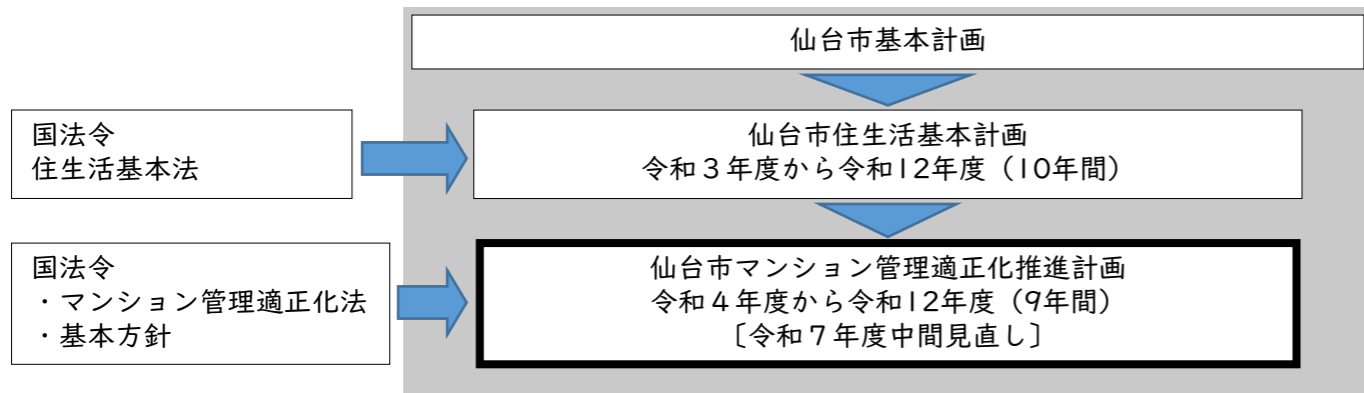 仙台市基本計画
国法令
住生活基本法
仙台市住生活基本計画
令和３年度から令和12年度（10年間）
国法令
・マンション管理適正化法
・基本方針
仙台市マンション管理適正化推進計画
令和４年度から令和12年度（9年間）
〔令和７年度中間見直し〕